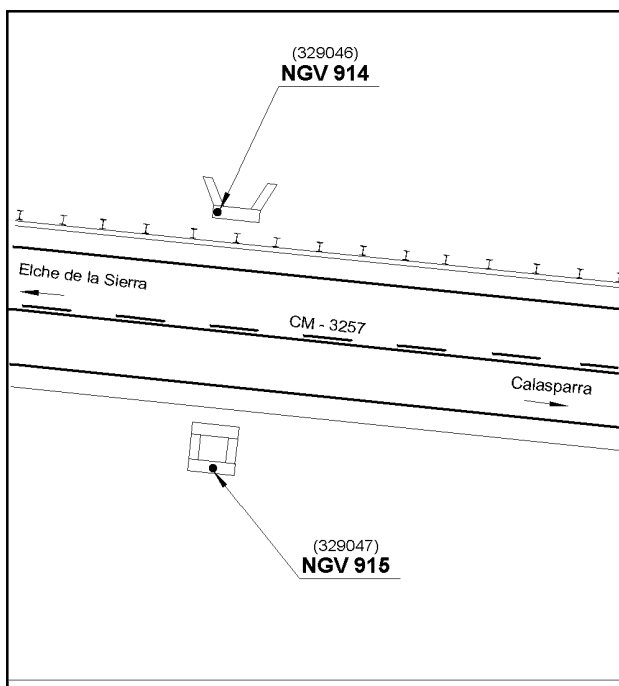 (329046)
NGV 914
Elche de la Sierra
CM - 3257
Calasparra
(329047)
NGV 915